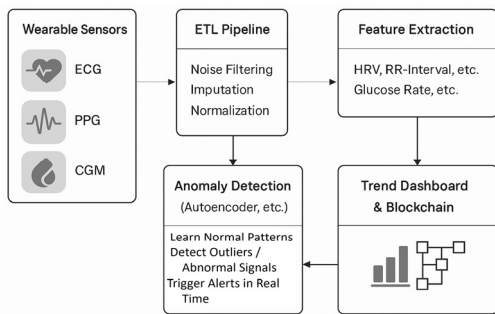 Wearable Sensors
ECG
PPG
CGM
ETL Pipeline
Noise Filtering
Imputation
Normalization
Feature Extraction
HRV, RR-Interval, etc.
Glucose Rate, etc.
Anomaly Detection
(Autoencoder, etc.)
Learn Normal Patterns
Detect Outliers /
Abnormal Signals
Trigger Alerts in Real
Time
Trend Dashboard
& Blockchain